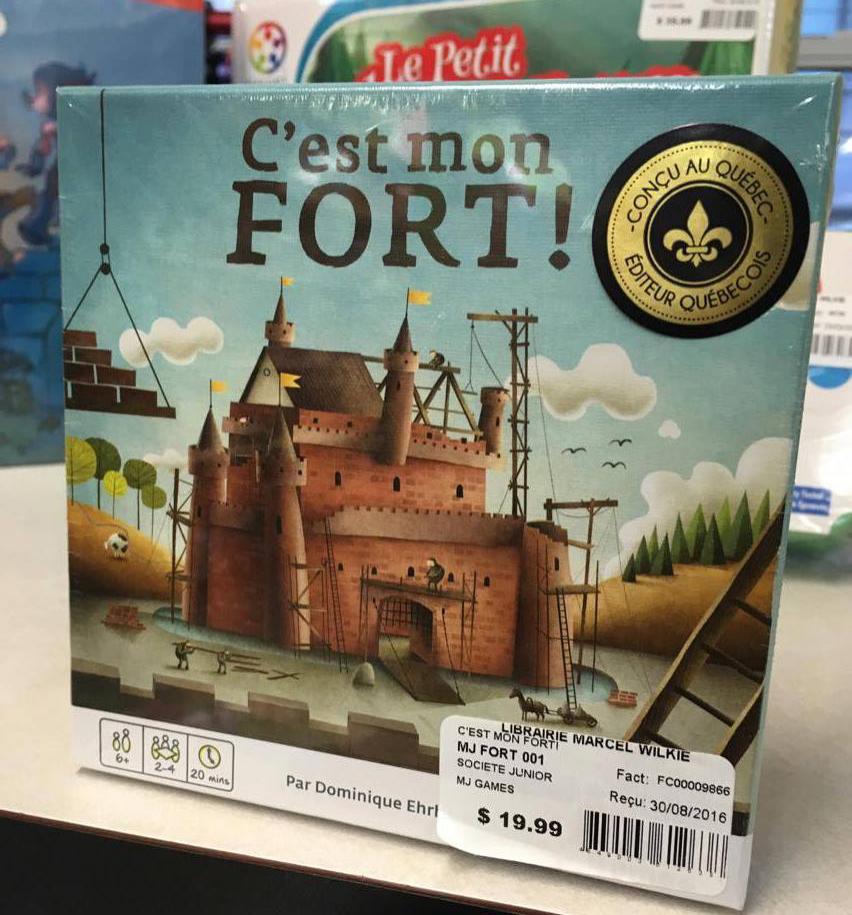 Le Petit
$ 19.99
C'est mon
FORT!
-CONÇU AU QUÉBEC-
ÉDITEUR QUÉBÉCOIS
6+
2-4
20 mins
Par Dominique
LIBRAIRIE MARCEL WILKIE
C'EST MON FORT!
MJ FORT 001
SOCIETE JUNIOR
MJ GAMES
Fact: FC00009866
Reçu: 30/08/2016
$ 19.99